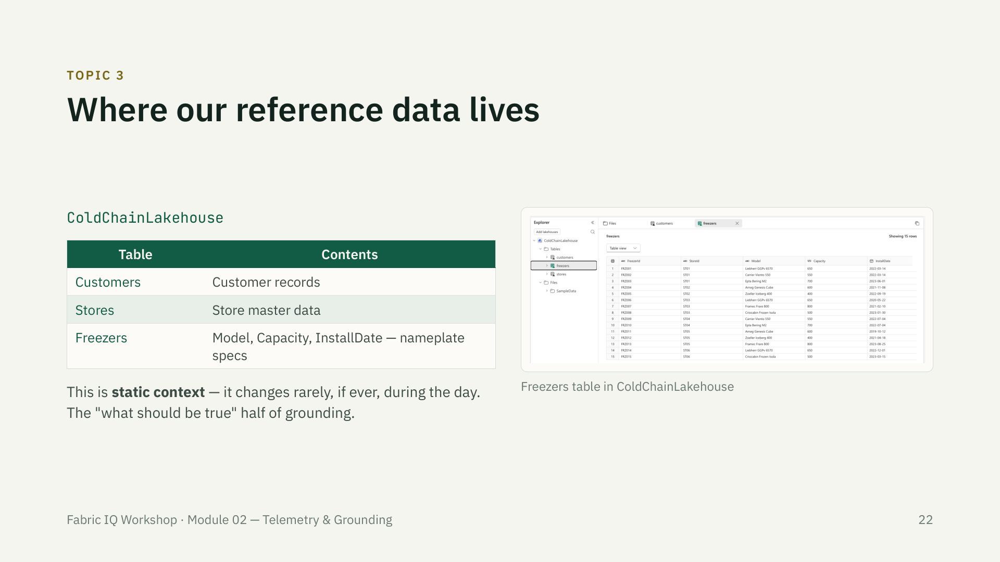 TOPIC 3
Where our reference data lives
ColdChainLakehouse
Table Contents
Customers Customer records
Stores Store master data
Freezers Model, Capacity, InstallDate — nameplate
specs
This is static context — it changes rarely, if ever, during the day.
The "what should be true" half of grounding.
Explorer
Add lakehouses
ColdChainLakehouse
Tables
customers
freezers
stores
Files
SampleData
Files customers freezers
freezers Showing 15 rows
Table view
ABC FreezerId ABC StoreId ABC Model 123 Capacity InstallDate
1 FRZ001 ST01 Liebherr GGPv 6570 650 2022-03-14
2 FRZ002 ST01 Carrier Viento 550 550 2022-03-14
3 FRZ003 ST01 Epta Bering M2 700 2023-06-01
4 FRZ004 ST02 Arneg Genesis Cube 600 2021-11-08
5 FRZ005 ST02 Zoeller Iceberg 400 400 2022-09-19
6 FRZ006 ST03 Liebherr GGPv 6570 650 2020-05-22
7 FRZ007 ST03 Framec Frare 800 800 2021-02-10
8 FRZ008 ST03 Criocabin Frozen Isola 500 2023-01-30
9 FRZ009 ST04 Carrier Viento 550 550 2022-07-04
10 FRZ010 ST04 Epta Bering M2 700 2022-07-04
11 FRZ011 ST05 Arneg Genesis Cube 600 2019-10-12
12 FRZ012 ST05 Zoeller Iceberg 400 400 2021-04-18
13 FRZ013 ST05 Framec Frare 800 800 2023-08-25
14 FRZ014 ST06 Liebherr GGPv 6570 650 2022-12-01
15 FRZ015 ST06 Criocabin Frozen Isola 500 2023-03-15
Freezers table in ColdChainLakehouse
Fabric IQ Workshop · Module 02 — Telemetry & Grounding 22